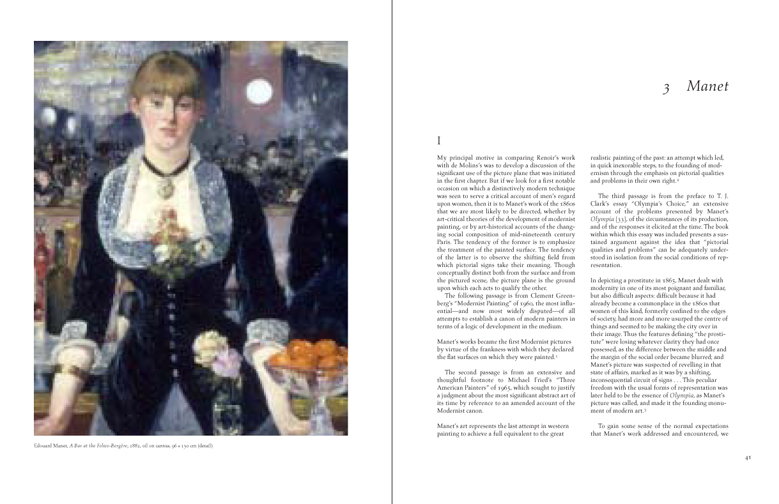 3 Manet
I
My principal motive in comparing Renoir's work
with de Molins's was to develop a discussion of the
significant use of the picture plane that was initiated
in the first chapter. But if we look for a first notable
occasion on which a distinctively modern technique
was seen to serve a critical account of men's regard
upon women, then it is to Manet's work of the 1860s
that we are most likely to be directed, whether by
art-critical theories of the development of modernist
painting, or by art-historical accounts of the chang-
ing social composition of mid-nineteenth century
Paris. The tendency of the former is to emphasize
the treatment of the painted surface. The tendency
of the latter is to observe the shifting field from
which pictorial signs take their meaning. Though
conceptually distinct both from the surface and from
the pictured scene, the picture plane is the ground
upon which each acts to qualify the other.
The following passage is from Clement Green-
berg's "Modernist Painting" of 1960, the most influ-
ential—and now most widely disputed—of all
attempts to establish a canon of modern painters in
terms of a logic of development in the medium.
Manet's works became the first Modernist pictures
by virtue of the frankness with which they declared
the flat surfaces on which they were painted.¹
The second passage is from an extensive and
thoughtful footnote to Michael Fried's "Three
American Painters" of 1965, which sought to justify
a judgment about the most significant abstract art of
its time by reference to an amended account of the
Modernist canon.
Manet's art represents the last attempt in western
painting to achieve a full equivalent to the great
realistic painting of the past: an attempt which led,
in quick inexorable steps, to the founding of mod-
ernism through the emphasis on pictorial qualities
and problems in their own right.²
The third passage is from the preface to T. J.
Clark's essay "Olympia's Choice," an extensive
account of the problems presented by Manet's
Olympia [33], of the circumstances of its production,
and of the responses it elicited at the time. The book
within which this essay was included presents a sus-
tained argument against the idea that "pictorial
qualities and problems" can be adequately under-
stood in isolation from the social conditions of rep-
resentation.
In depicting a prostitute in 1865, Manet dealt with
modernity in one of its most poignant and familiar,
but also difficult aspects: difficult because it had
already become a commonplace in the 1860s that
women of this kind, formerly confined to the edges
of society, had more and more usurped the centre of
things and seemed to be making the city over in
their image. Thus the features defining "the prosti-
tute" were losing whatever clarity they had once
possessed, as the difference between the middle and
the margin of the social order became blurred; and
Manet's picture was suspected of revelling in that
state of affairs, marked as it was by a shifting,
inconsequential circuit of signs . . . This peculiar
freedom with the usual forms of representation was
later held to be the essence of Olympia, as Manet's
picture was called, and made it the founding monu-
ment of modern art.³
To gain some sense of the normal expectations
that Manet's work addressed and encountered, we
Edouard Manet, A Bar at the Folies-Bergère, 1882, oil on canvas, 96 x 130 cm (detail)
41